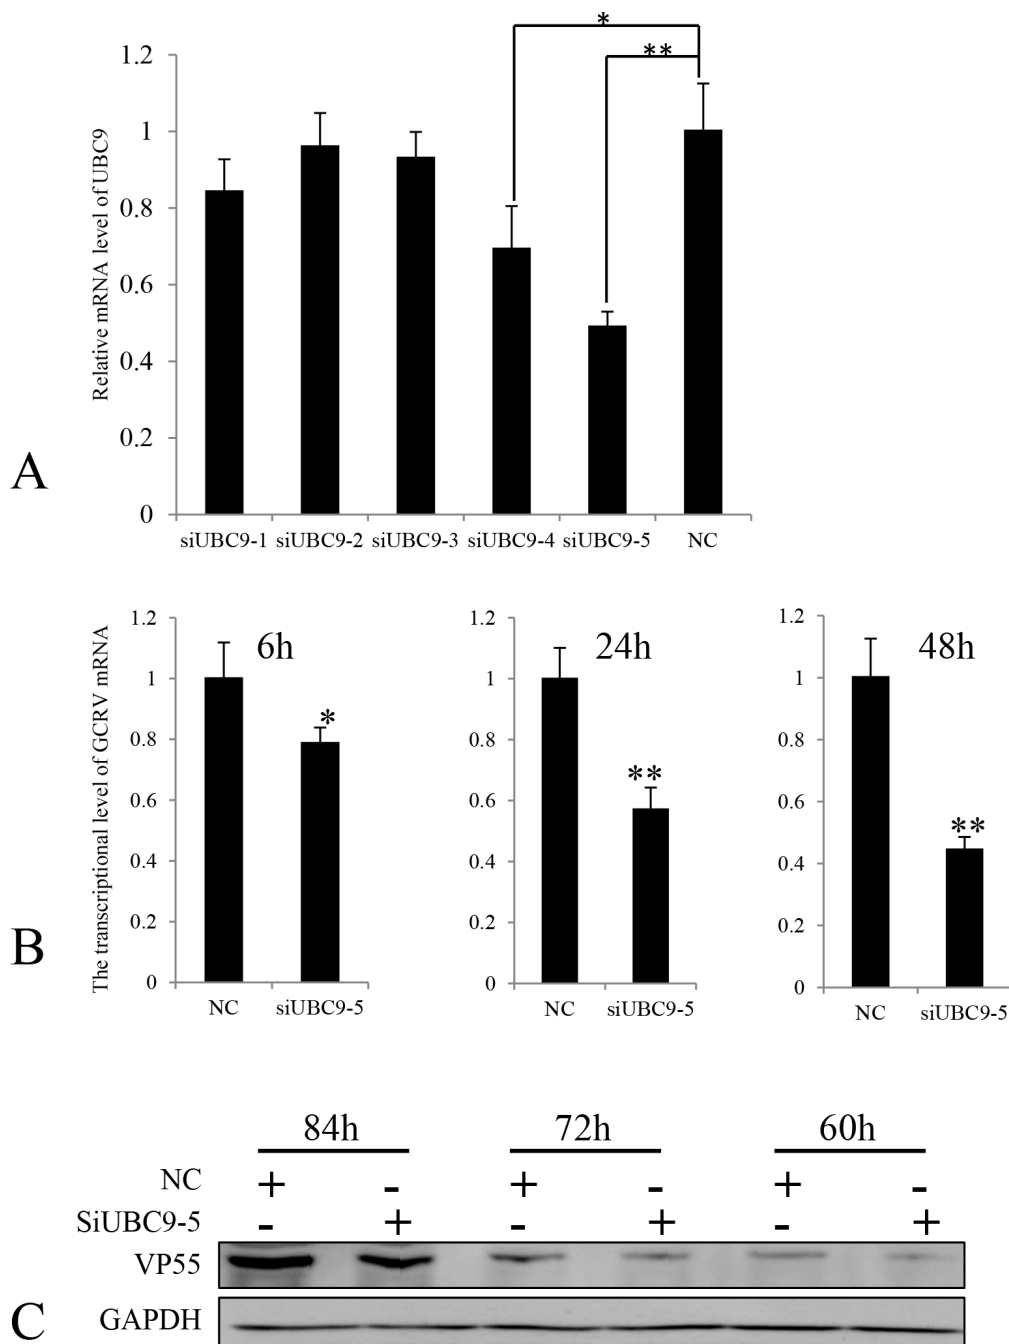 * 
**
1.2
1
0.8
0.6
0.4
0.2
0
Relative mRNA level of UBC9
siUBC9-1 siUBC9-2 siUBC9-3 siUBC9-4 siUBC9-5 NC
A
The transcriptional level of GCRV mRNA
1.2
1
0.8
0.6
0.4
0.2
0
6h
*
NC siUBC9-5
1.2
1
0.8
0.6
0.4
0.2
0
24h
**
NC siUBC9-5
1.2
1
0.8
0.6
0.4
0.2
0
48h
**
NC siUBC9-5
B
84h 72h 60h
NC + - + - + -
SiUBC9-5 - + - + - +
VP55
GAPDH
C